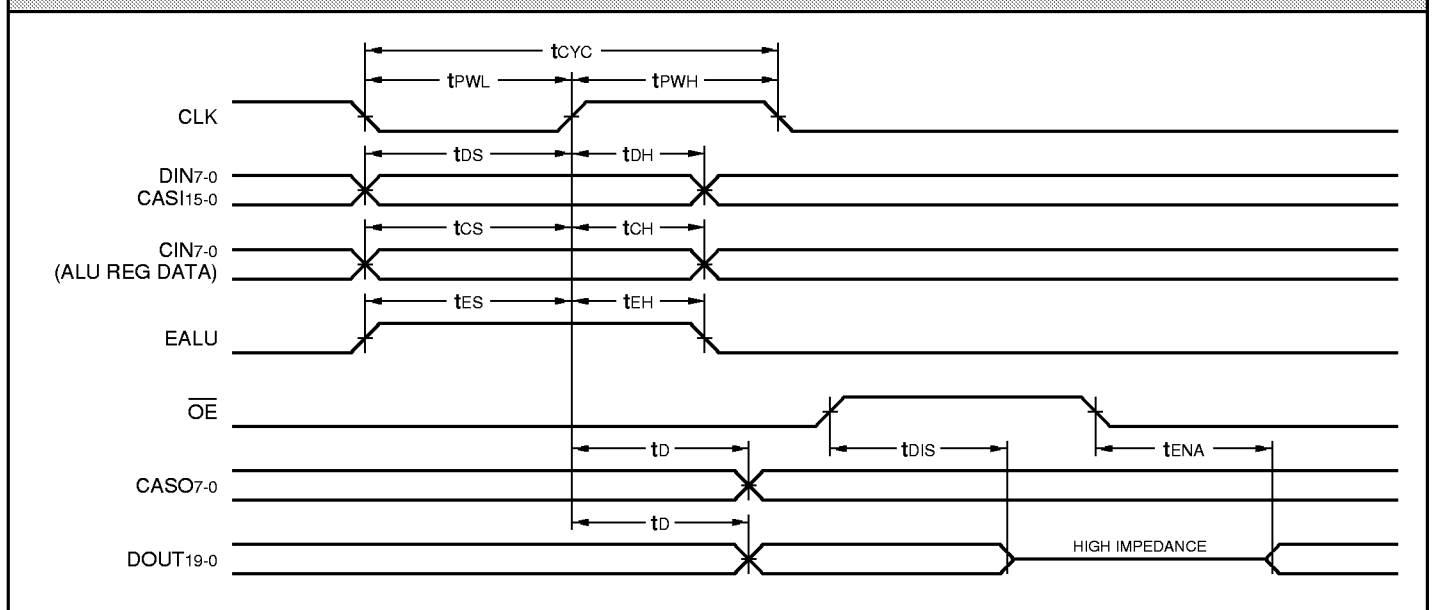 tCYC
tPWL tPWH
CLK
tDS tDH
DIN7-0
CASI15-0
tCS tCH
CIN7-0
(ALU REG DATA)
tES tEH
EALU
OE
tD tDIS tENA
CASO7-0
tD
DOUT19-0 HIGH IMPEDANCE